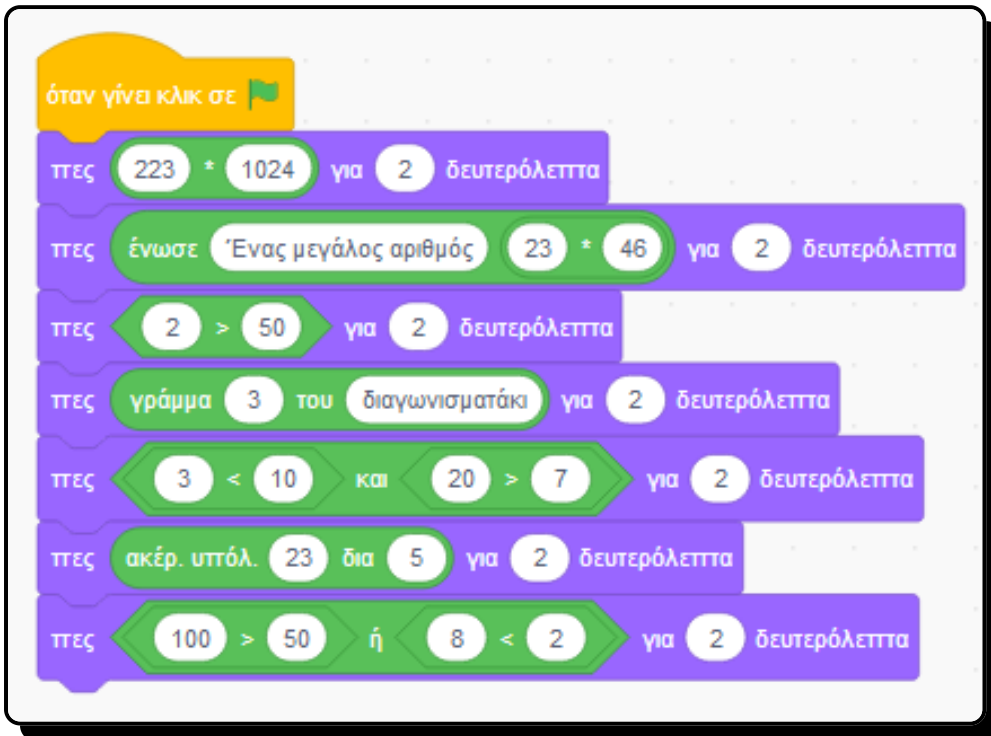 όταν γίνει κλικ σε
πες 223 * 1024 για 2 δευτερόλεπτα
πες ένωσε Ένας μεγάλος αριθμός 23 * 46 για 2 δευτερόλεπτα
πες 2 > 50 για 2 δευτερόλεπτα
πες γράμμα 3 του διαγωνισματάκι για 2 δευτερόλεπτα
πες 3 < 10 και 20 > 7 για 2 δευτερόλεπτα
πες ακέρ. υπόλ. 23 δια 5 για 2 δευτερόλεπτα
πες 100 > 50 ή 8 < 2 για 2 δευτερόλεπτα